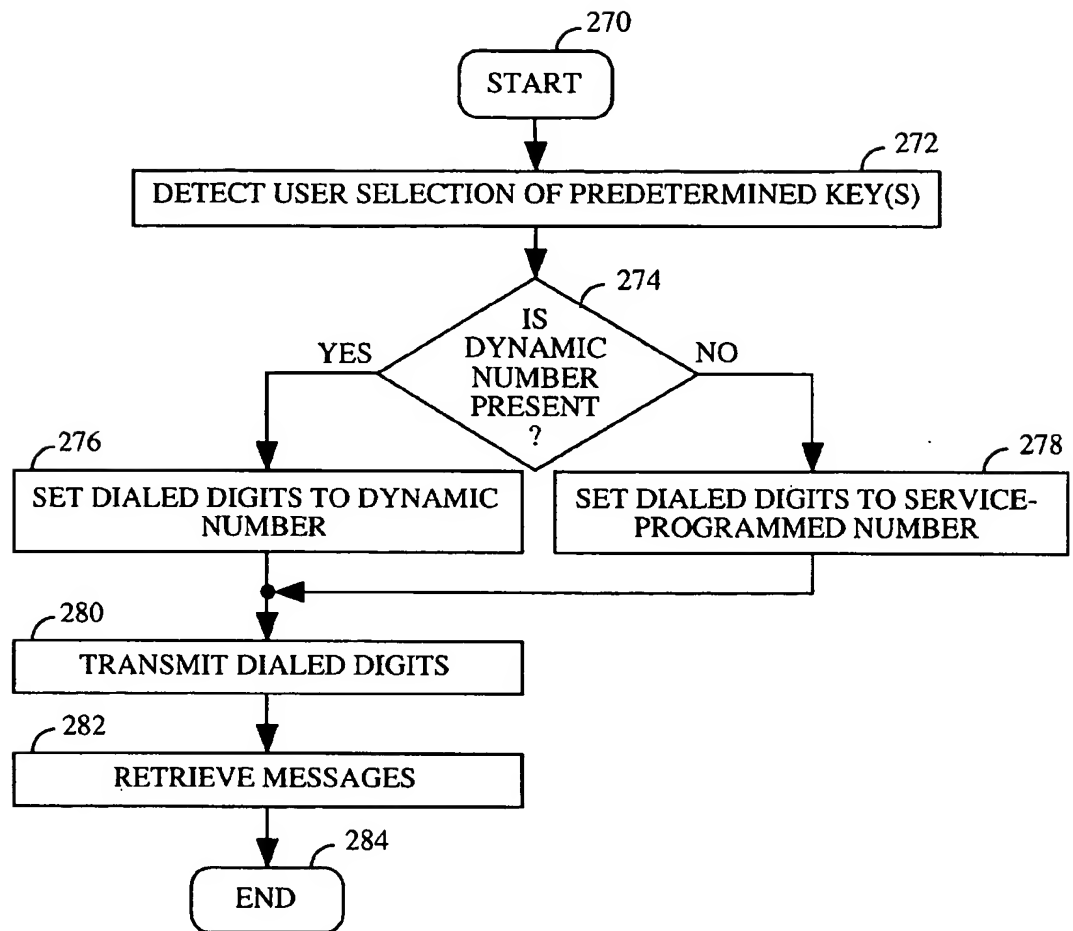 270
START
272
DETECT USER SELECTION OF PREDETERMINED KEY(S)
274
IS
DYNAMIC
NUMBER
PRESENT
?
YES
NO
276
SET DIALED DIGITS TO DYNAMIC
NUMBER
278
SET DIALED DIGITS TO SERVICE-
PROGRAMMED NUMBER
280
TRANSMIT DIALED DIGITS
282
RETRIEVE MESSAGES
284
END